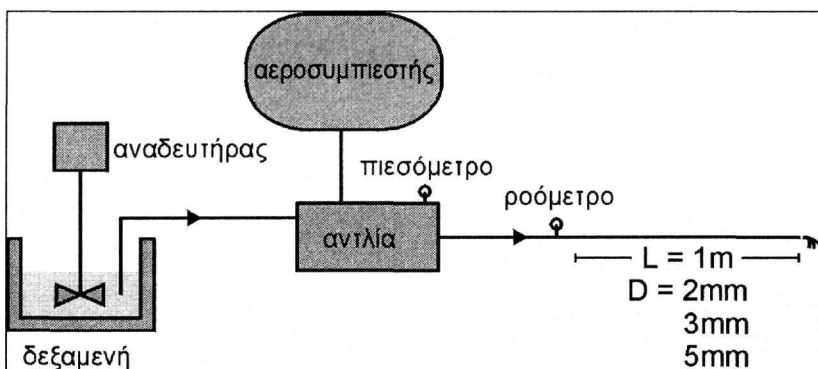 αεροσυμπιεστής
αναδευτήρας
πιεσόμετρο
ροόμετρο
αντλία
L = 1m
D = 2mm
3mm
5mm
δεξαμενή